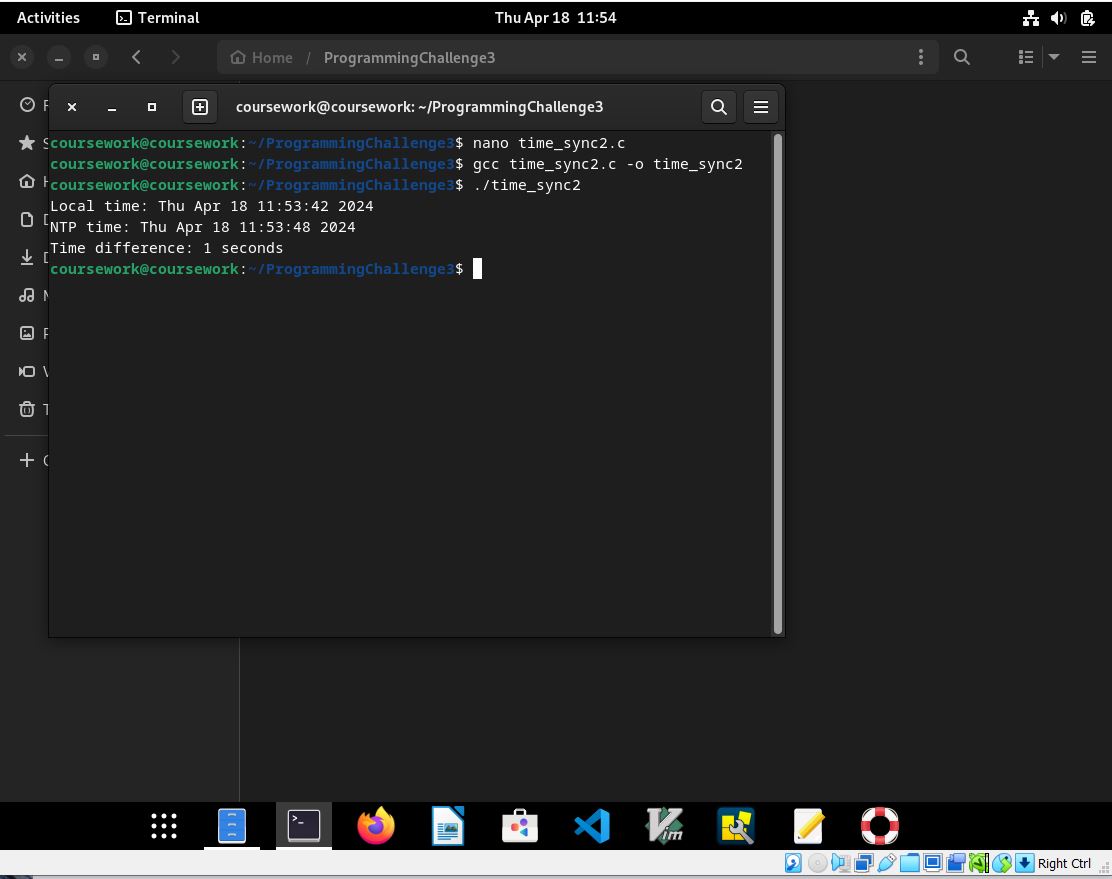 Activities
Terminal
Thu Apr 18 11:54
Home / ProgrammingChallenge3
coursework@coursework: ~/ProgrammingChallenge3
coursework@coursework:~/ProgrammingChallenge3$ nano time_sync2.c
coursework@coursework:~/ProgrammingChallenge3$ gcc time_sync2.c -o time_sync2
coursework@coursework:~/ProgrammingChallenge3$ ./time_sync2
Local time: Thu Apr 18 11:53:42 2024
NTP time: Thu Apr 18 11:53:48 2024
Time difference: 1 seconds
coursework@coursework:~/ProgrammingChallenge3$
Vim
Right Ctrl